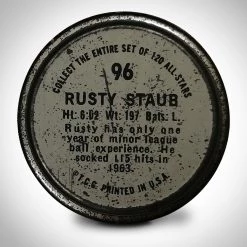 COLLECT THE ENTIRE SET OF 120 ALL-STARS
96
RUSTY STAUB
Ht: 6:02 Wt: 197 Bats: L.
Rusty has only one
year of minor league
ball experience. He
socked 115 hits in
1963.
P.T.C.G. PRINTED IN U.S.A.